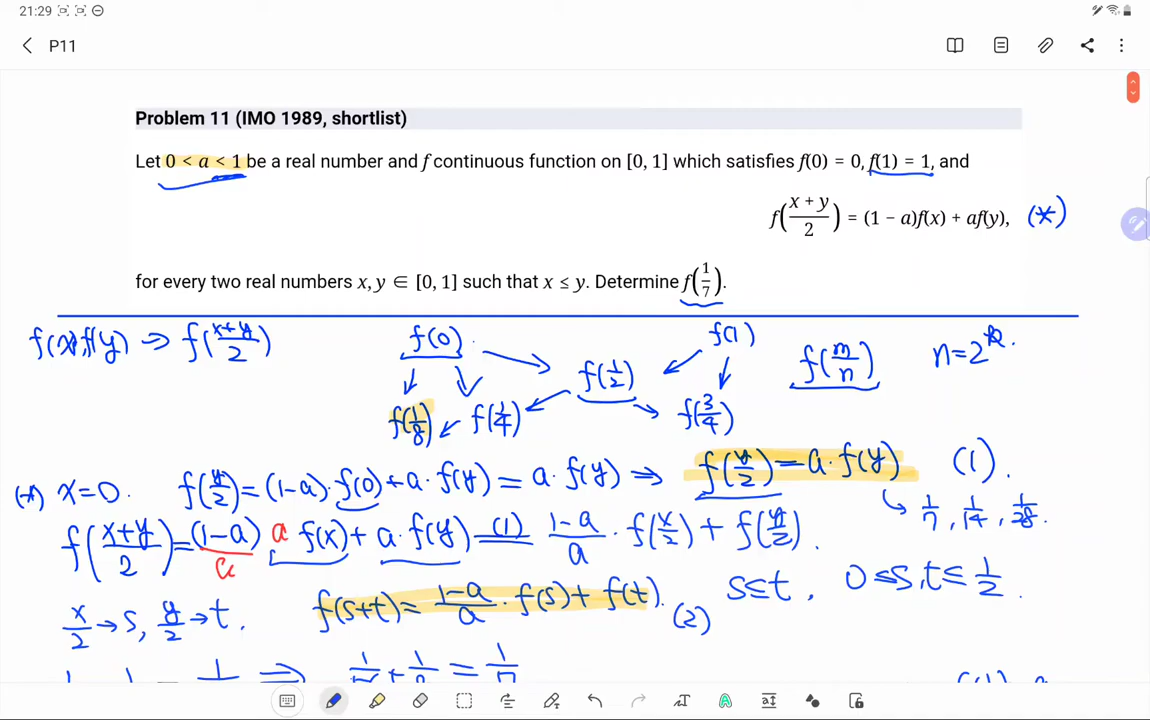 21:29
P11
Problem 11 (IMO 1989, shortlist)
Let 0 < a < 1 be a real number and f continuous function on [0, 1] which satisfies f(0) = 0, f(1) = 1, and
f((x + y)/2) = (1 − a)f(x) + af(y), (*)
for every two real numbers x, y ∈ [0, 1] such that x ≤ y. Determine f(1/7).
f(x), f(y) ⇒ f((x+y)/2) f(0) f(1) f(m/n) n=2^k.
f(1/2)
f(1/8) f(1/4) f(3/4)
(*) x=0. f(y/2)=(1-a)·f(0)+a·f(y)=a·f(y) ⇒ f(y/2)=a·f(y) (1).
↳ 1/7, 1/14, 1/28.
f((x+y)/2)=(1-a)/a a f(x)+a·f(y) =(1) (1-a)/a · f(x/2)+f(y/2).
x/2→s, y/2→t. f(s+t)=(1-a)/a·f(s)+f(t). (2) s≤t, 0≤s,t≤1/2.